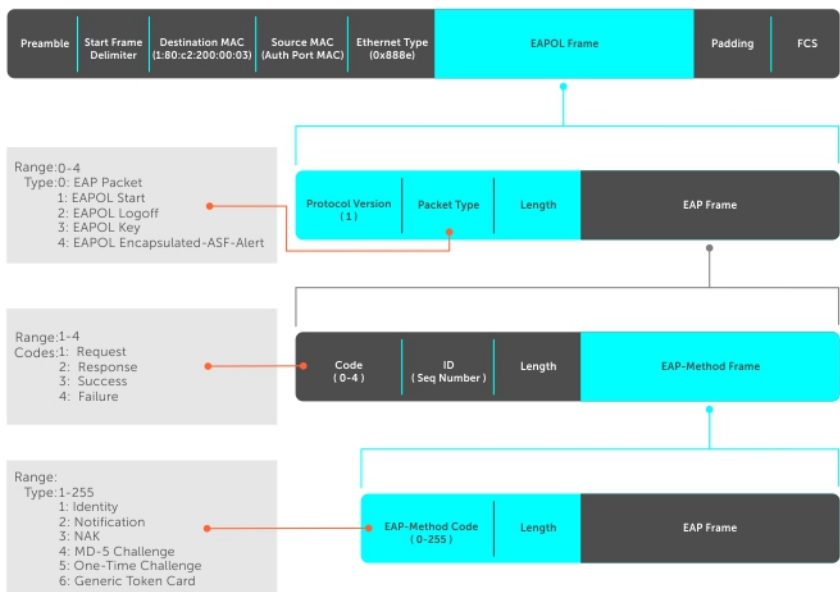 Preamble
Start Frame
Delimiter
Destination MAC
(1:80:c2:200:00:03)
Source MAC
(Auth Port MAC)
Ethernet Type
(0x888e)
EAPOL Frame
Padding
FCS
Range:0-4
Type:0: EAP Packet
1: EAPOL Start
2: EAPOL Logoff
3: EAPOL Key
4: EAPOL Encapsulated-ASF-Alert
Protocol Version
(1)
Packet Type
Length
EAP Frame
Range:1-4
Codes:1: Request
2: Response
3: Success
4: Failure
Code
(0-4)
ID
(Seq Number)
Length
EAP-Method Frame
Range:
Type:1-255
1: Identity
2: Notification
3: NAK
4: MD-5 Challenge
5: One-Time Challenge
6: Generic Token Card
EAP-Method Code
(0-255)
Length
EAP Frame